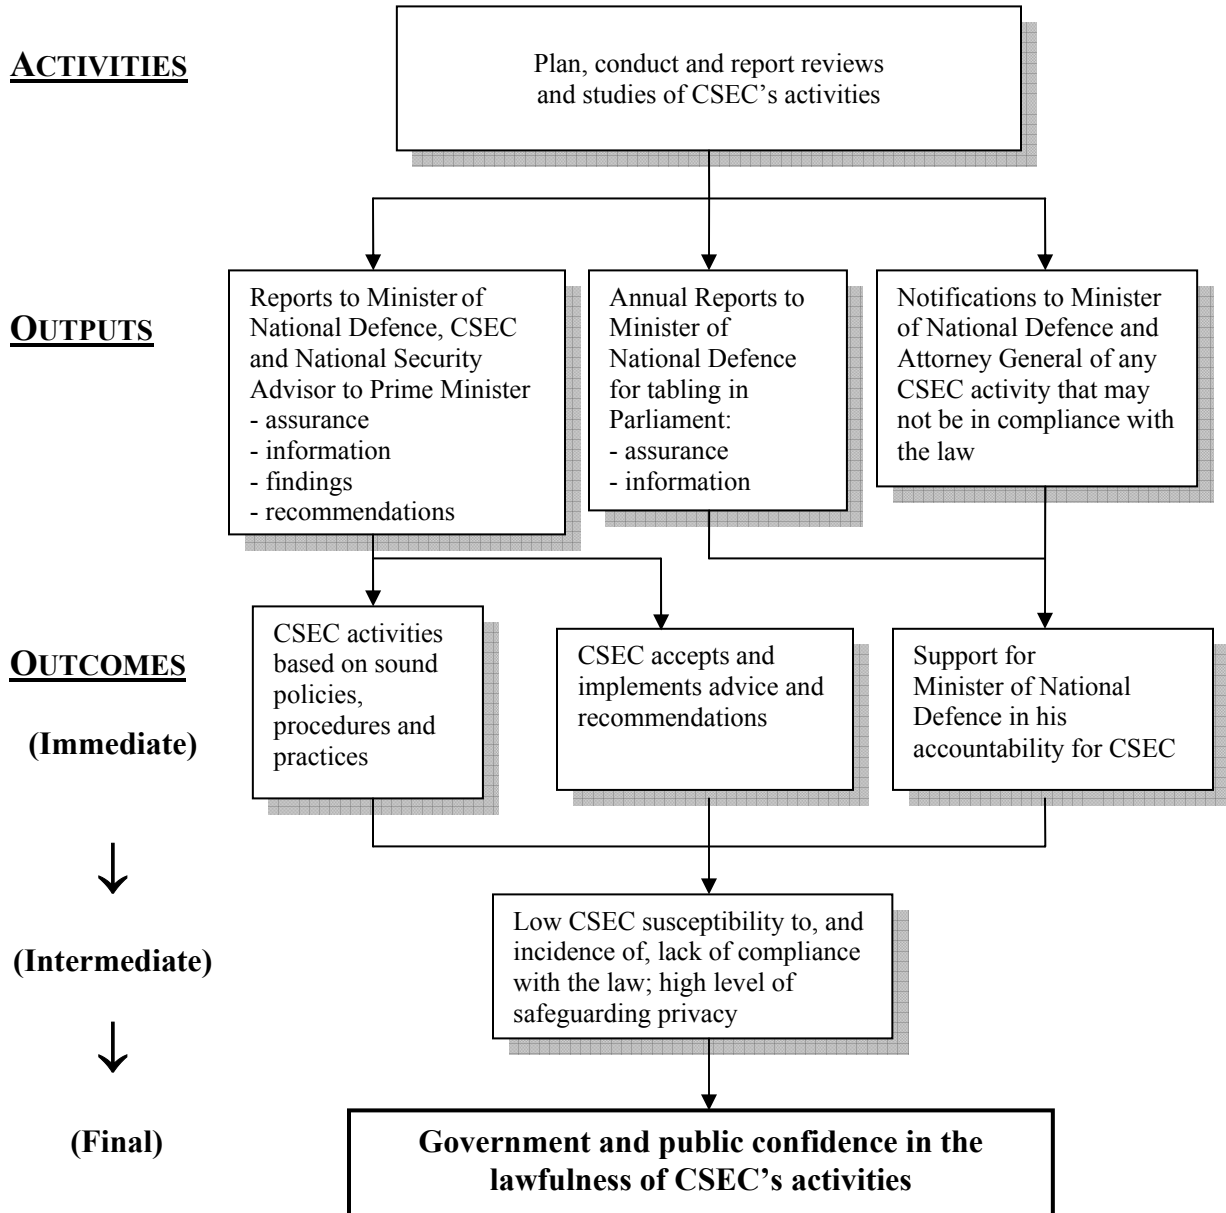 ACTIVITIES
Plan, conduct and report reviews
and studies of CSEC's activities
OUTPUTS
Reports to Minister of
National Defence, CSEC
and National Security
Advisor to Prime Minister
- assurance
- information
- findings
- recommendations
Annual Reports to
Minister of
National Defence
for tabling in
Parliament:
- assurance
- information
Notifications to Minister
of National Defence and
Attorney General of any
CSEC activity that may
not be in compliance with
the law
OUTCOMES
(Immediate)
CSEC activities
based on sound
policies,
procedures and
practices
CSEC accepts and
implements advice and
recommendations
Support for
Minister of National
Defence in his
accountability for CSEC
(Intermediate)
Low CSEC susceptibility to, and
incidence of, lack of compliance
with the law; high level of
safeguarding privacy
(Final)
Government and public confidence in the
lawfulness of CSEC's activities